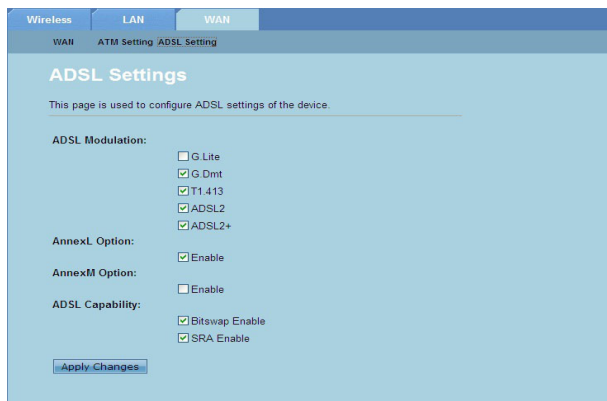 Wireless LAN WAN
WAN ATM Setting ADSL Setting
ADSL Settings
This page is used to configure ADSL settings of the device.
ADSL Modulation:
G.Lite
G.Dmt
T1.413
ADSL2
ADSL2+
AnnexL Option:
Enable
AnnexM Option:
Enable
ADSL Capability:
Bitswap Enable
SRA Enable
Apply Changes